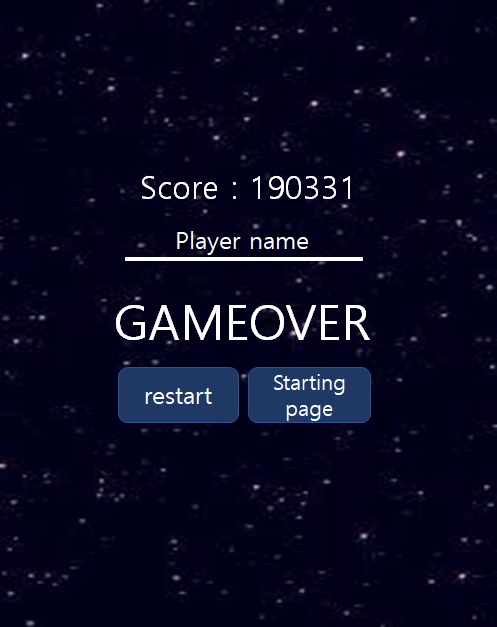 Score : 190331
Player name
GAMEOVER
restart
Starting
page